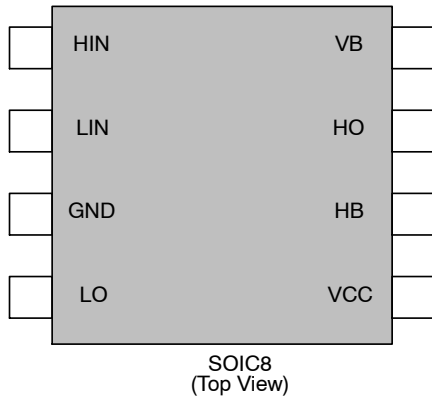 HIN VB
LIN HO
GND HB
LO VCC
SOIC8
(Top View)